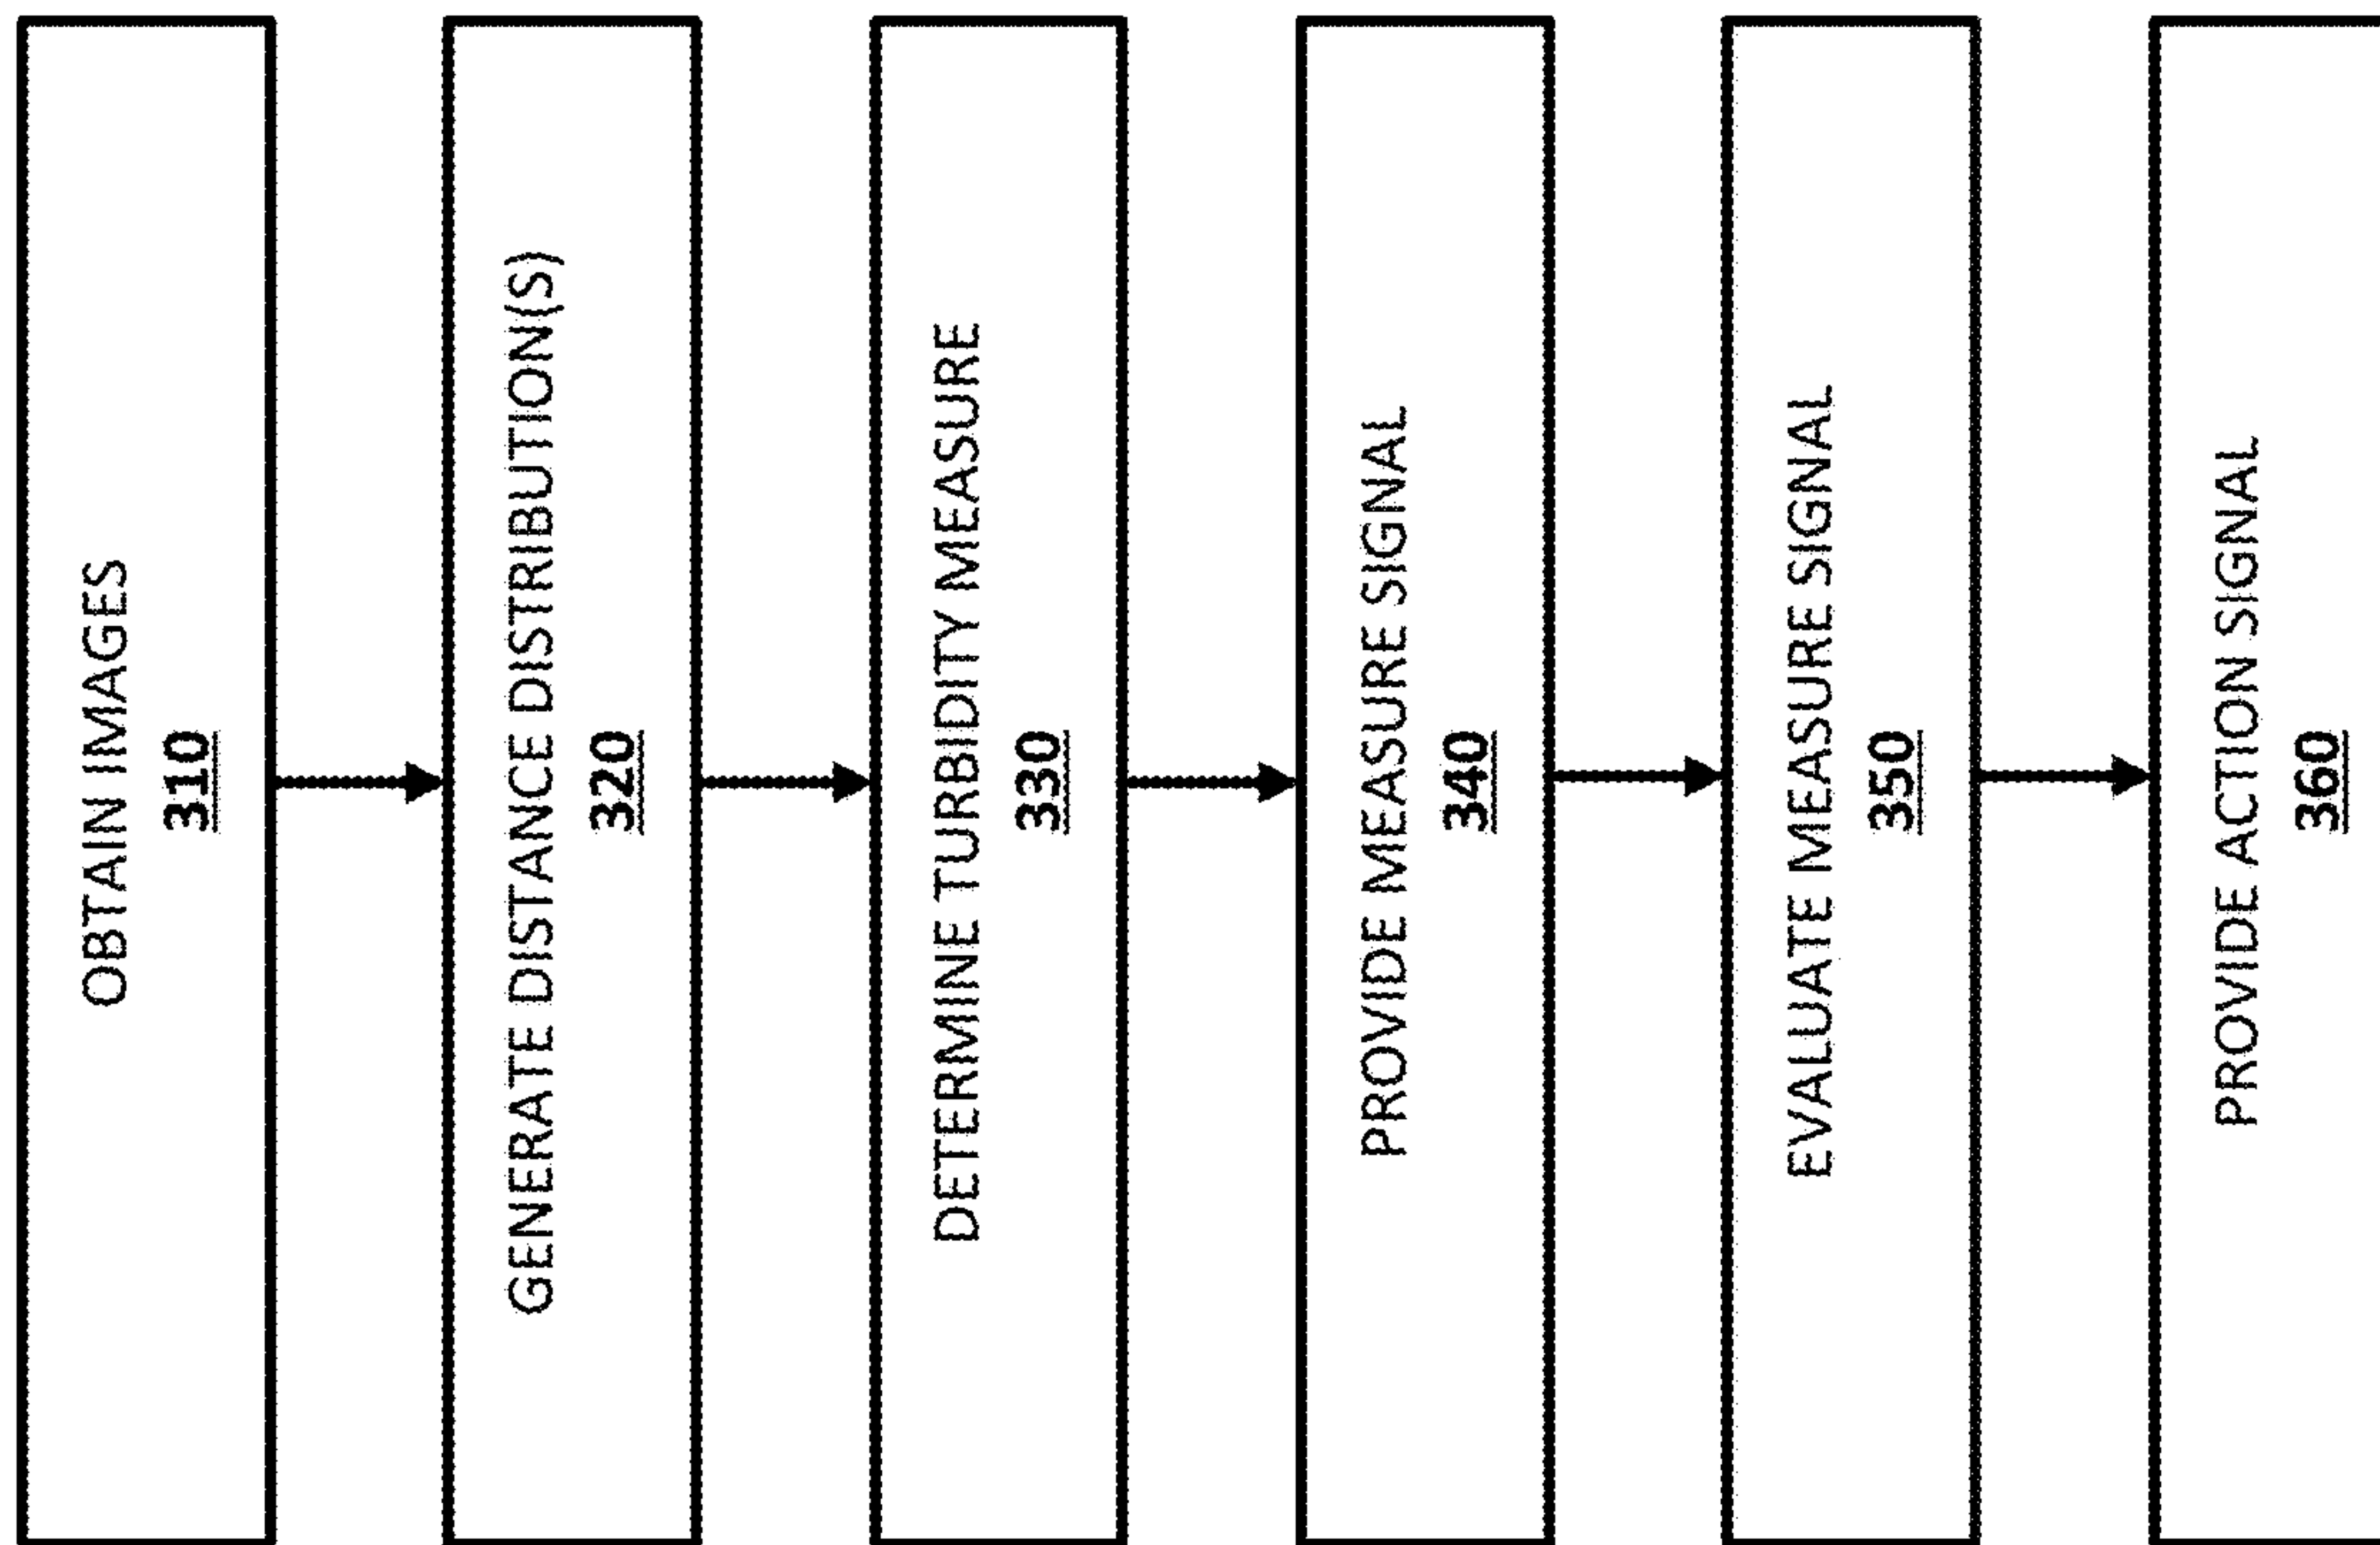 OBTAIN IMAGES
310
GENERATE DISTANCE DISTRIBUTION(S)
320
DETERMINE TURBIDITY MEASURE
330
PROVIDE MEASURE SIGNAL
340
EVALUATE MEASURE SIGNAL
350
PROVIDE ACTION SIGNAL
360